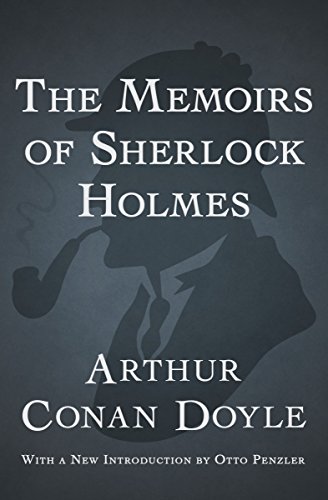 THE MEMOIRS
OF SHERLOCK
HOLMES
ARTHUR
CONAN DOYLE
WITH A NEW INTRODUCTION BY OTTO PENZLER